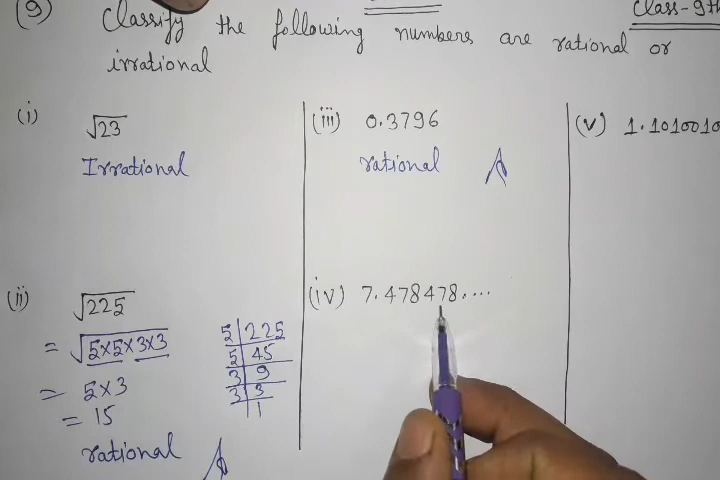 (9) Classify the following numbers are rational or
irrational
Class-9th
(i) √23
Irrational
(ii) √225
= √5×5×3×3
= 5×3
= 15
rational
5 | 225
5 | 45
3 | 9
3 | 3
| 1
(iii) 0.3796
rational
(iv) 7.478478....
(v) 1.1010010